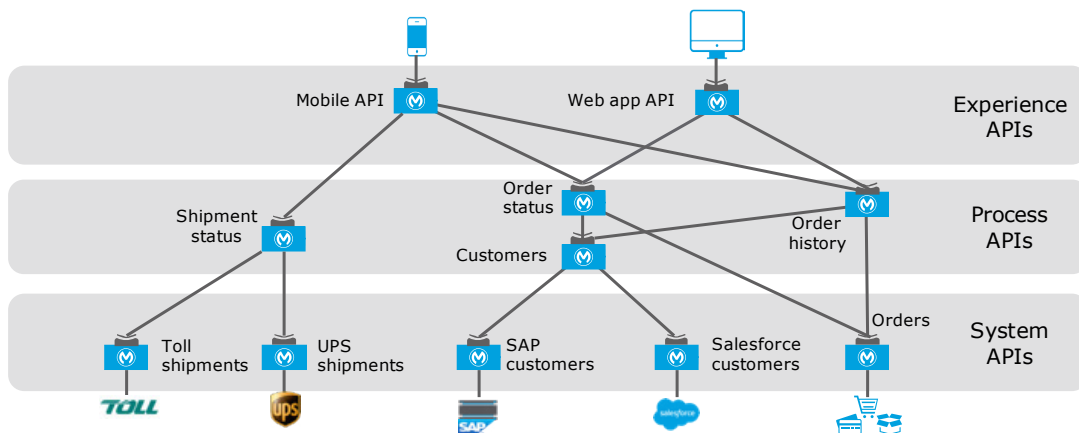 Mobile API
Web app API
Experience
APIs
Shipment
status
Order
status
Customers
Order
history
Process
APIs
Toll
shipments
UPS
shipments
SAP
customers
Salesforce
customers
Orders
System
APIs
TOLL
ups
SAP
salesforce